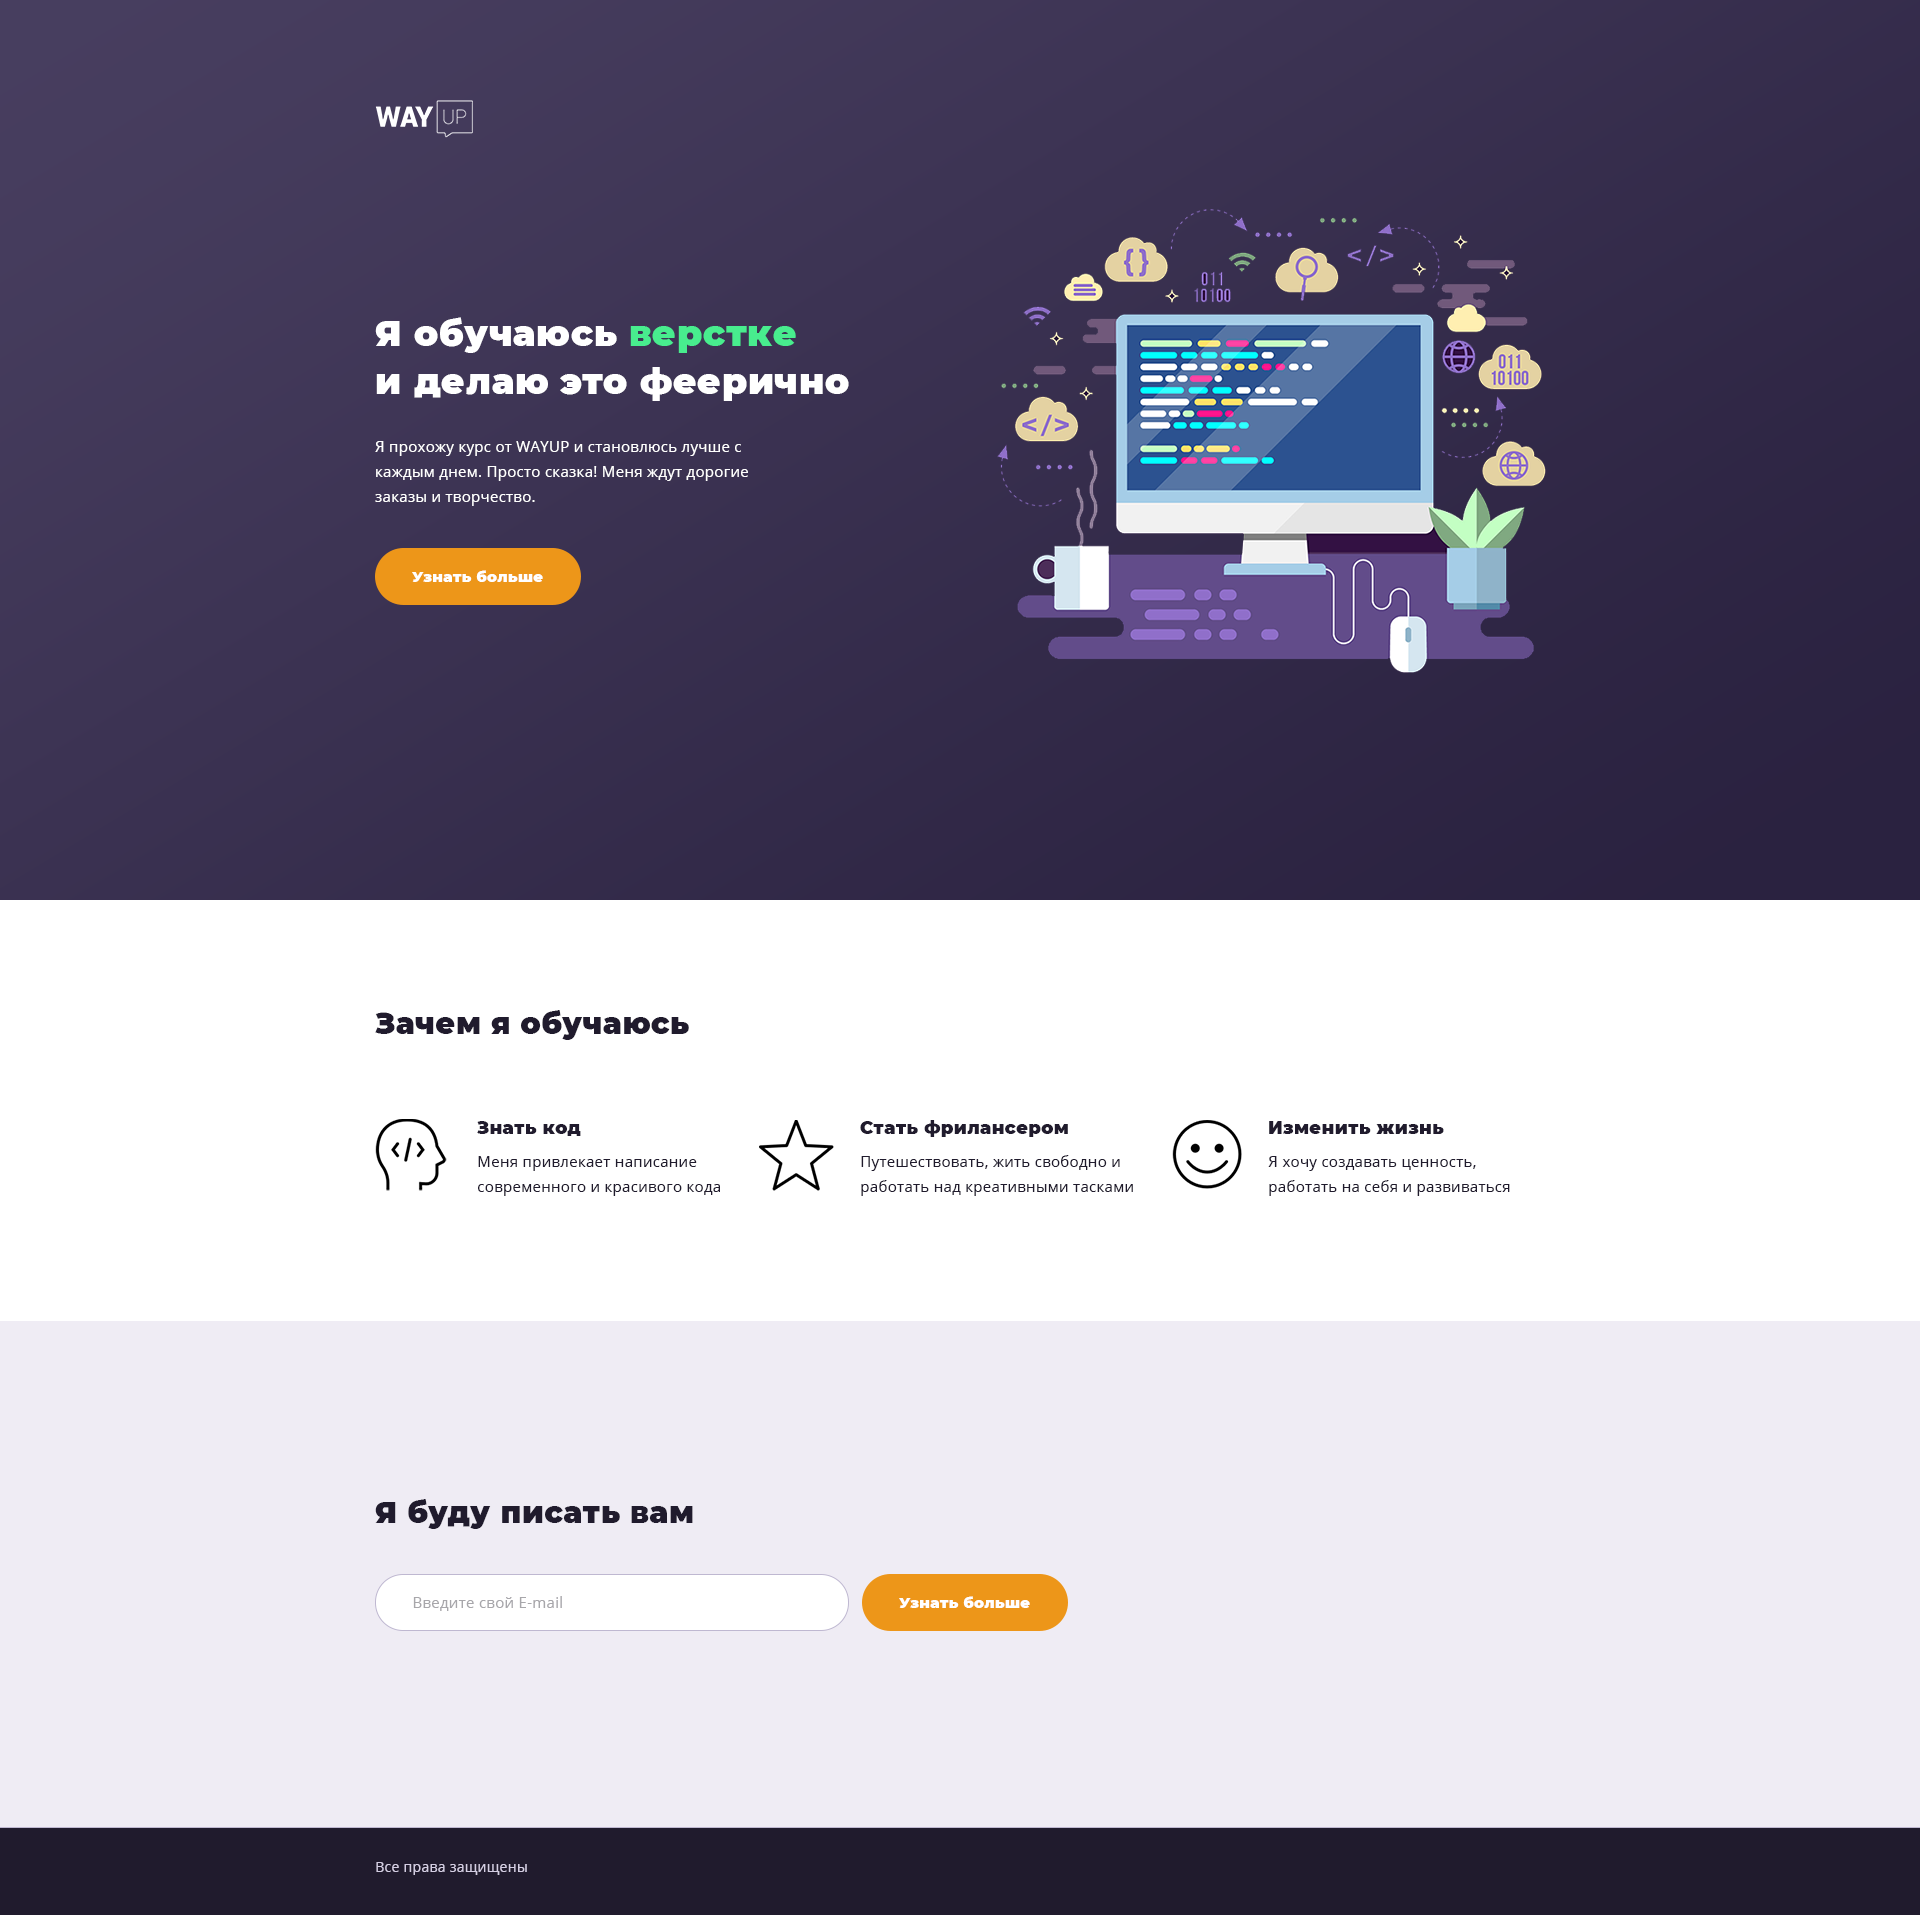 WAY UP
{ }
011
10100
</>
011
10100
</>
Я обучаюсь верстке
и делаю это феерично
Я прохожу курс от WAYUP и становлюсь лучше с
каждым днем. Просто сказка! Меня ждут дорогие
заказы и творчество.
Узнать больше
Зачем я обучаюсь
</>
Знать код
Меня привлекает написание
современного и красивого кода
Стать фрилансером
Путешествовать, жить свободно и
работать над креативными тасками
Изменить жизнь
Я хочу создавать ценность,
работать на себя и развиваться
Я буду писать вам
Введите свой E-mail
Узнать больше
Все права защищены